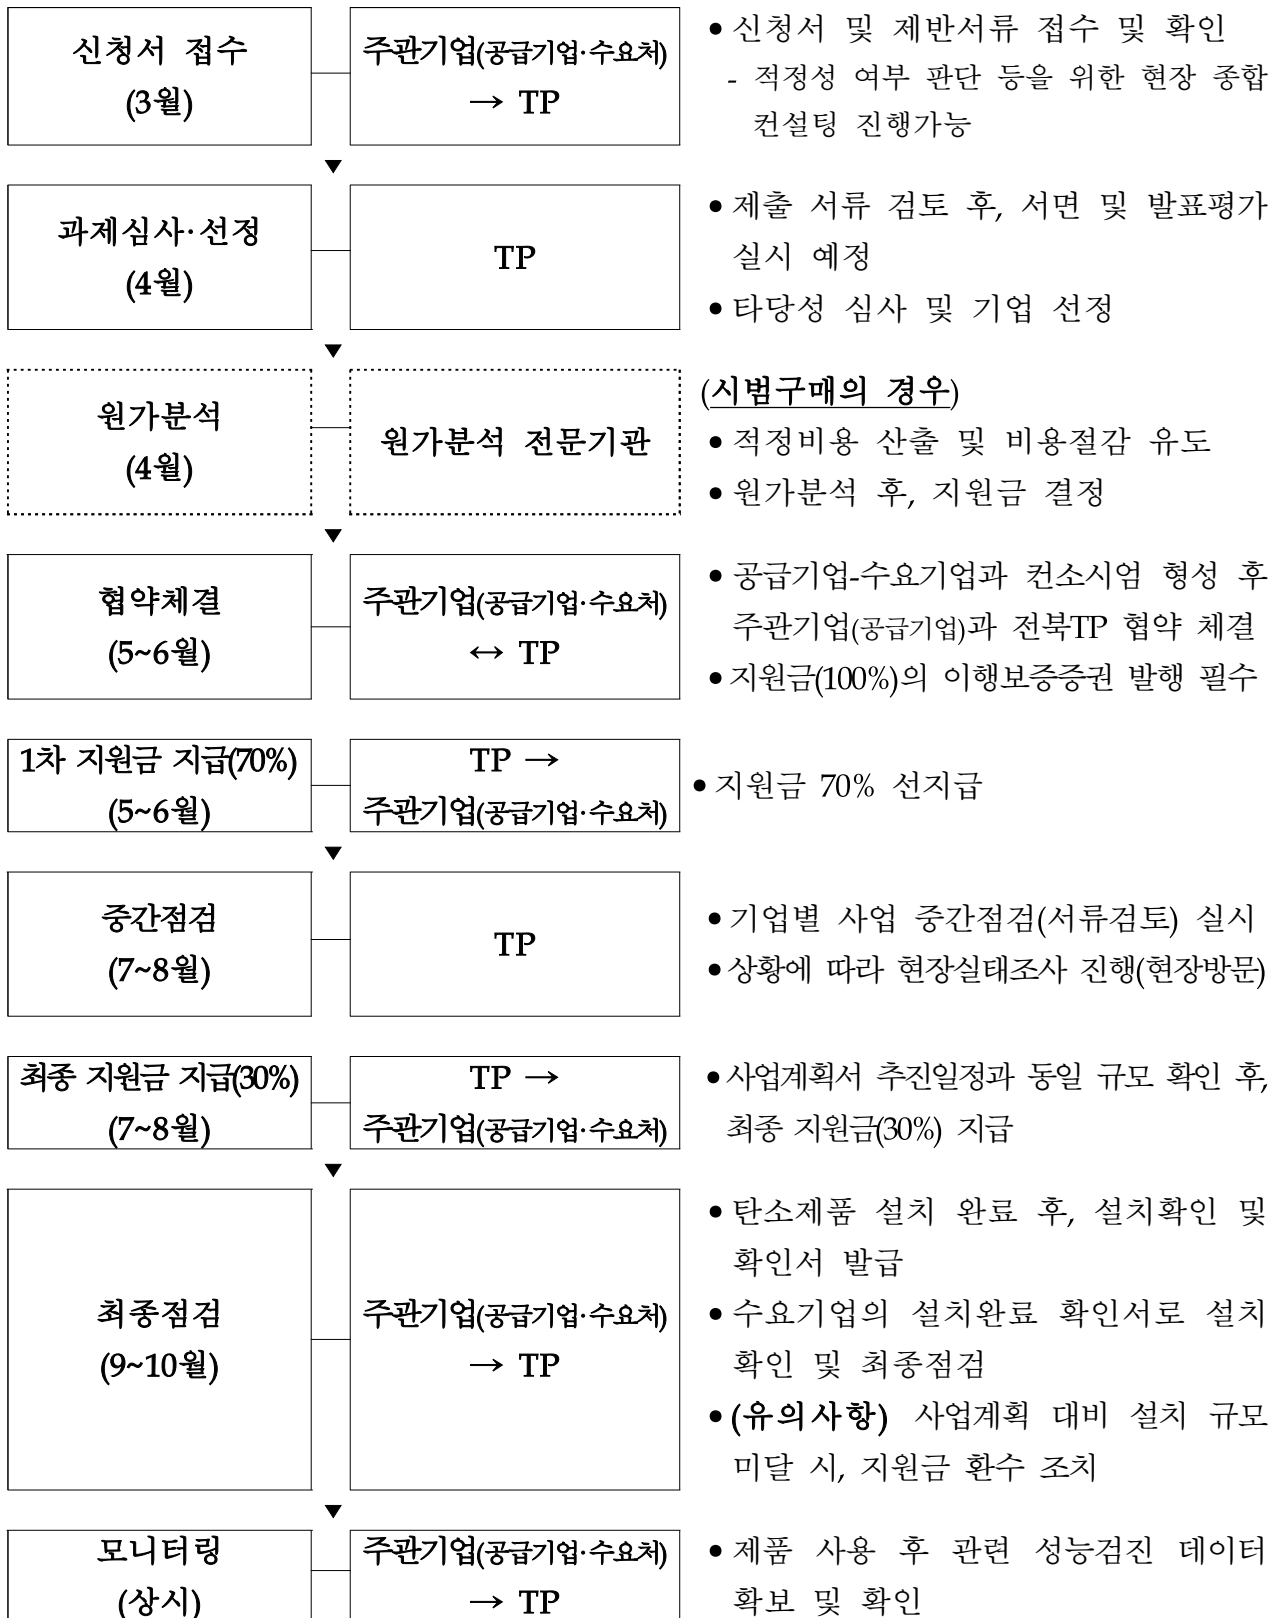 신청서 접수
(3월)
주관기업(공급기업·수요처)
→ TP
• 신청서 및 제반서류 접수 및 확인
- 적정성 여부 판단 등을 위한 현장 종합
컨설팅 진행가능
▼
과제심사·선정
(4월)
TP
• 제출 서류 검토 후, 서면 및 발표평가
실시 예정
• 타당성 심사 및 기업 선정
▼
원가분석
(4월)
원가분석 전문기관
(시범구매의 경우)
• 적정비용 산출 및 비용절감 유도
• 원가분석 후, 지원금 결정
▼
협약체결
(5~6월)
주관기업(공급기업·수요처)
↔ TP
• 공급기업-수요기업과 컨소시엄 형성 후
주관기업(공급기업)과 전북TP 협약 체결
• 지원금(100%)의 이행보증증권 발행 필수
1차 지원금 지급(70%)
(5~6월)
TP →
주관기업(공급기업·수요처)
• 지원금 70% 선지급
▼
중간점검
(7~8월)
TP
• 기업별 사업 중간점검(서류검토) 실시
• 상황에 따라 현장실태조사 진행(현장방문)
최종 지원금 지급(30%)
(7~8월)
TP →
주관기업(공급기업·수요처)
• 사업계획서 추진일정과 동일 규모 확인 후,
최종 지원금(30%) 지급
▼
최종점검
(9~10월)
주관기업(공급기업·수요처)
→ TP
• 탄소제품 설치 완료 후, 설치확인 및
확인서 발급
• 수요기업의 설치완료 확인서로 설치
확인 및 최종점검
• (유의사항) 사업계획 대비 설치 규모
미달 시, 지원금 환수 조치
▼
모니터링
(상시)
주관기업(공급기업·수요처)
→ TP
• 제품 사용 후 관련 성능검진 데이터
확보 및 확인